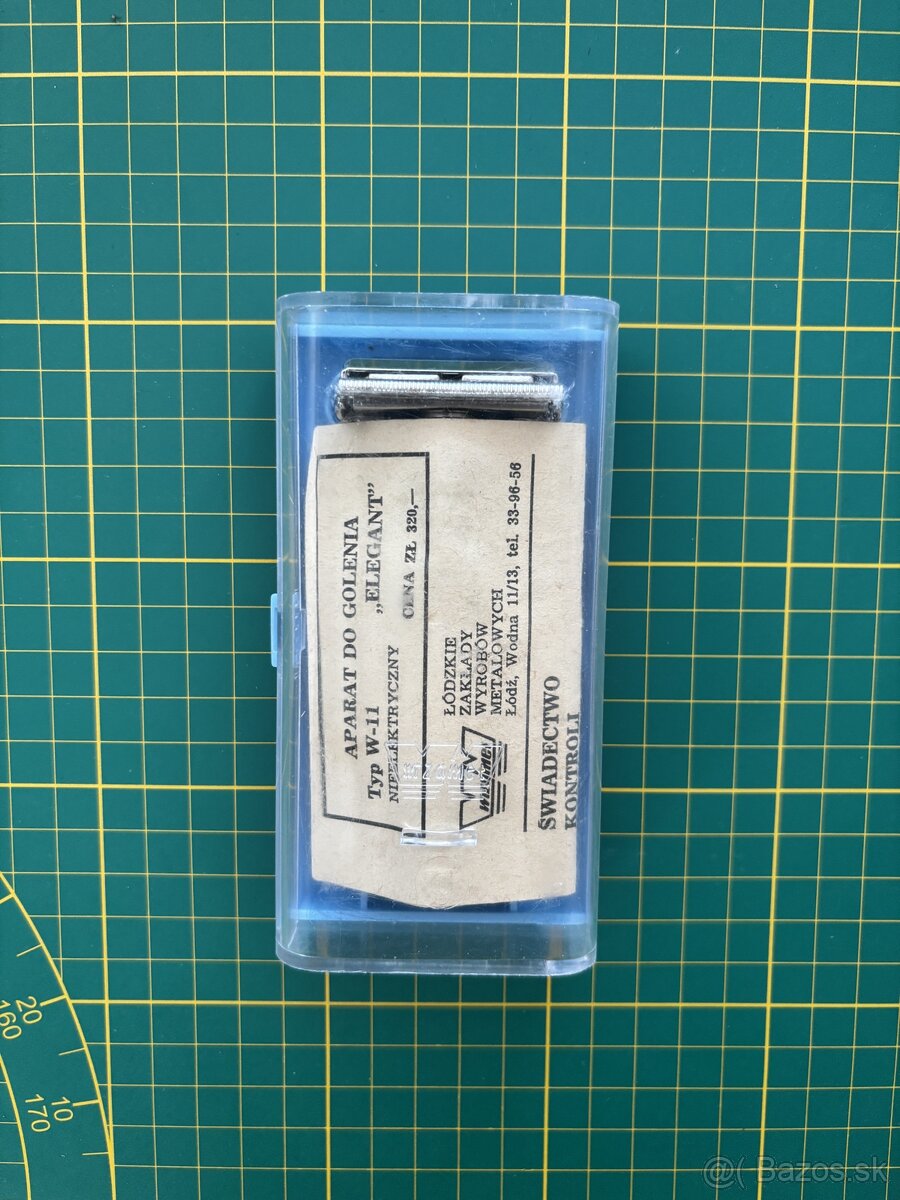 APARAT DO GOLENIA
Typ W-11 „ELEGANT”
NIEELEKTRYCZNY CENA ZŁ 320,—
ŁÓDZKIE
ZAKŁADY
WYROBÓW
METALOWYCH
Łódź, Wodna 11/13, tel. 33-96-56
ŚWIADECTWO
KONTROLI
20
160
10
170
@( Bazos.sk